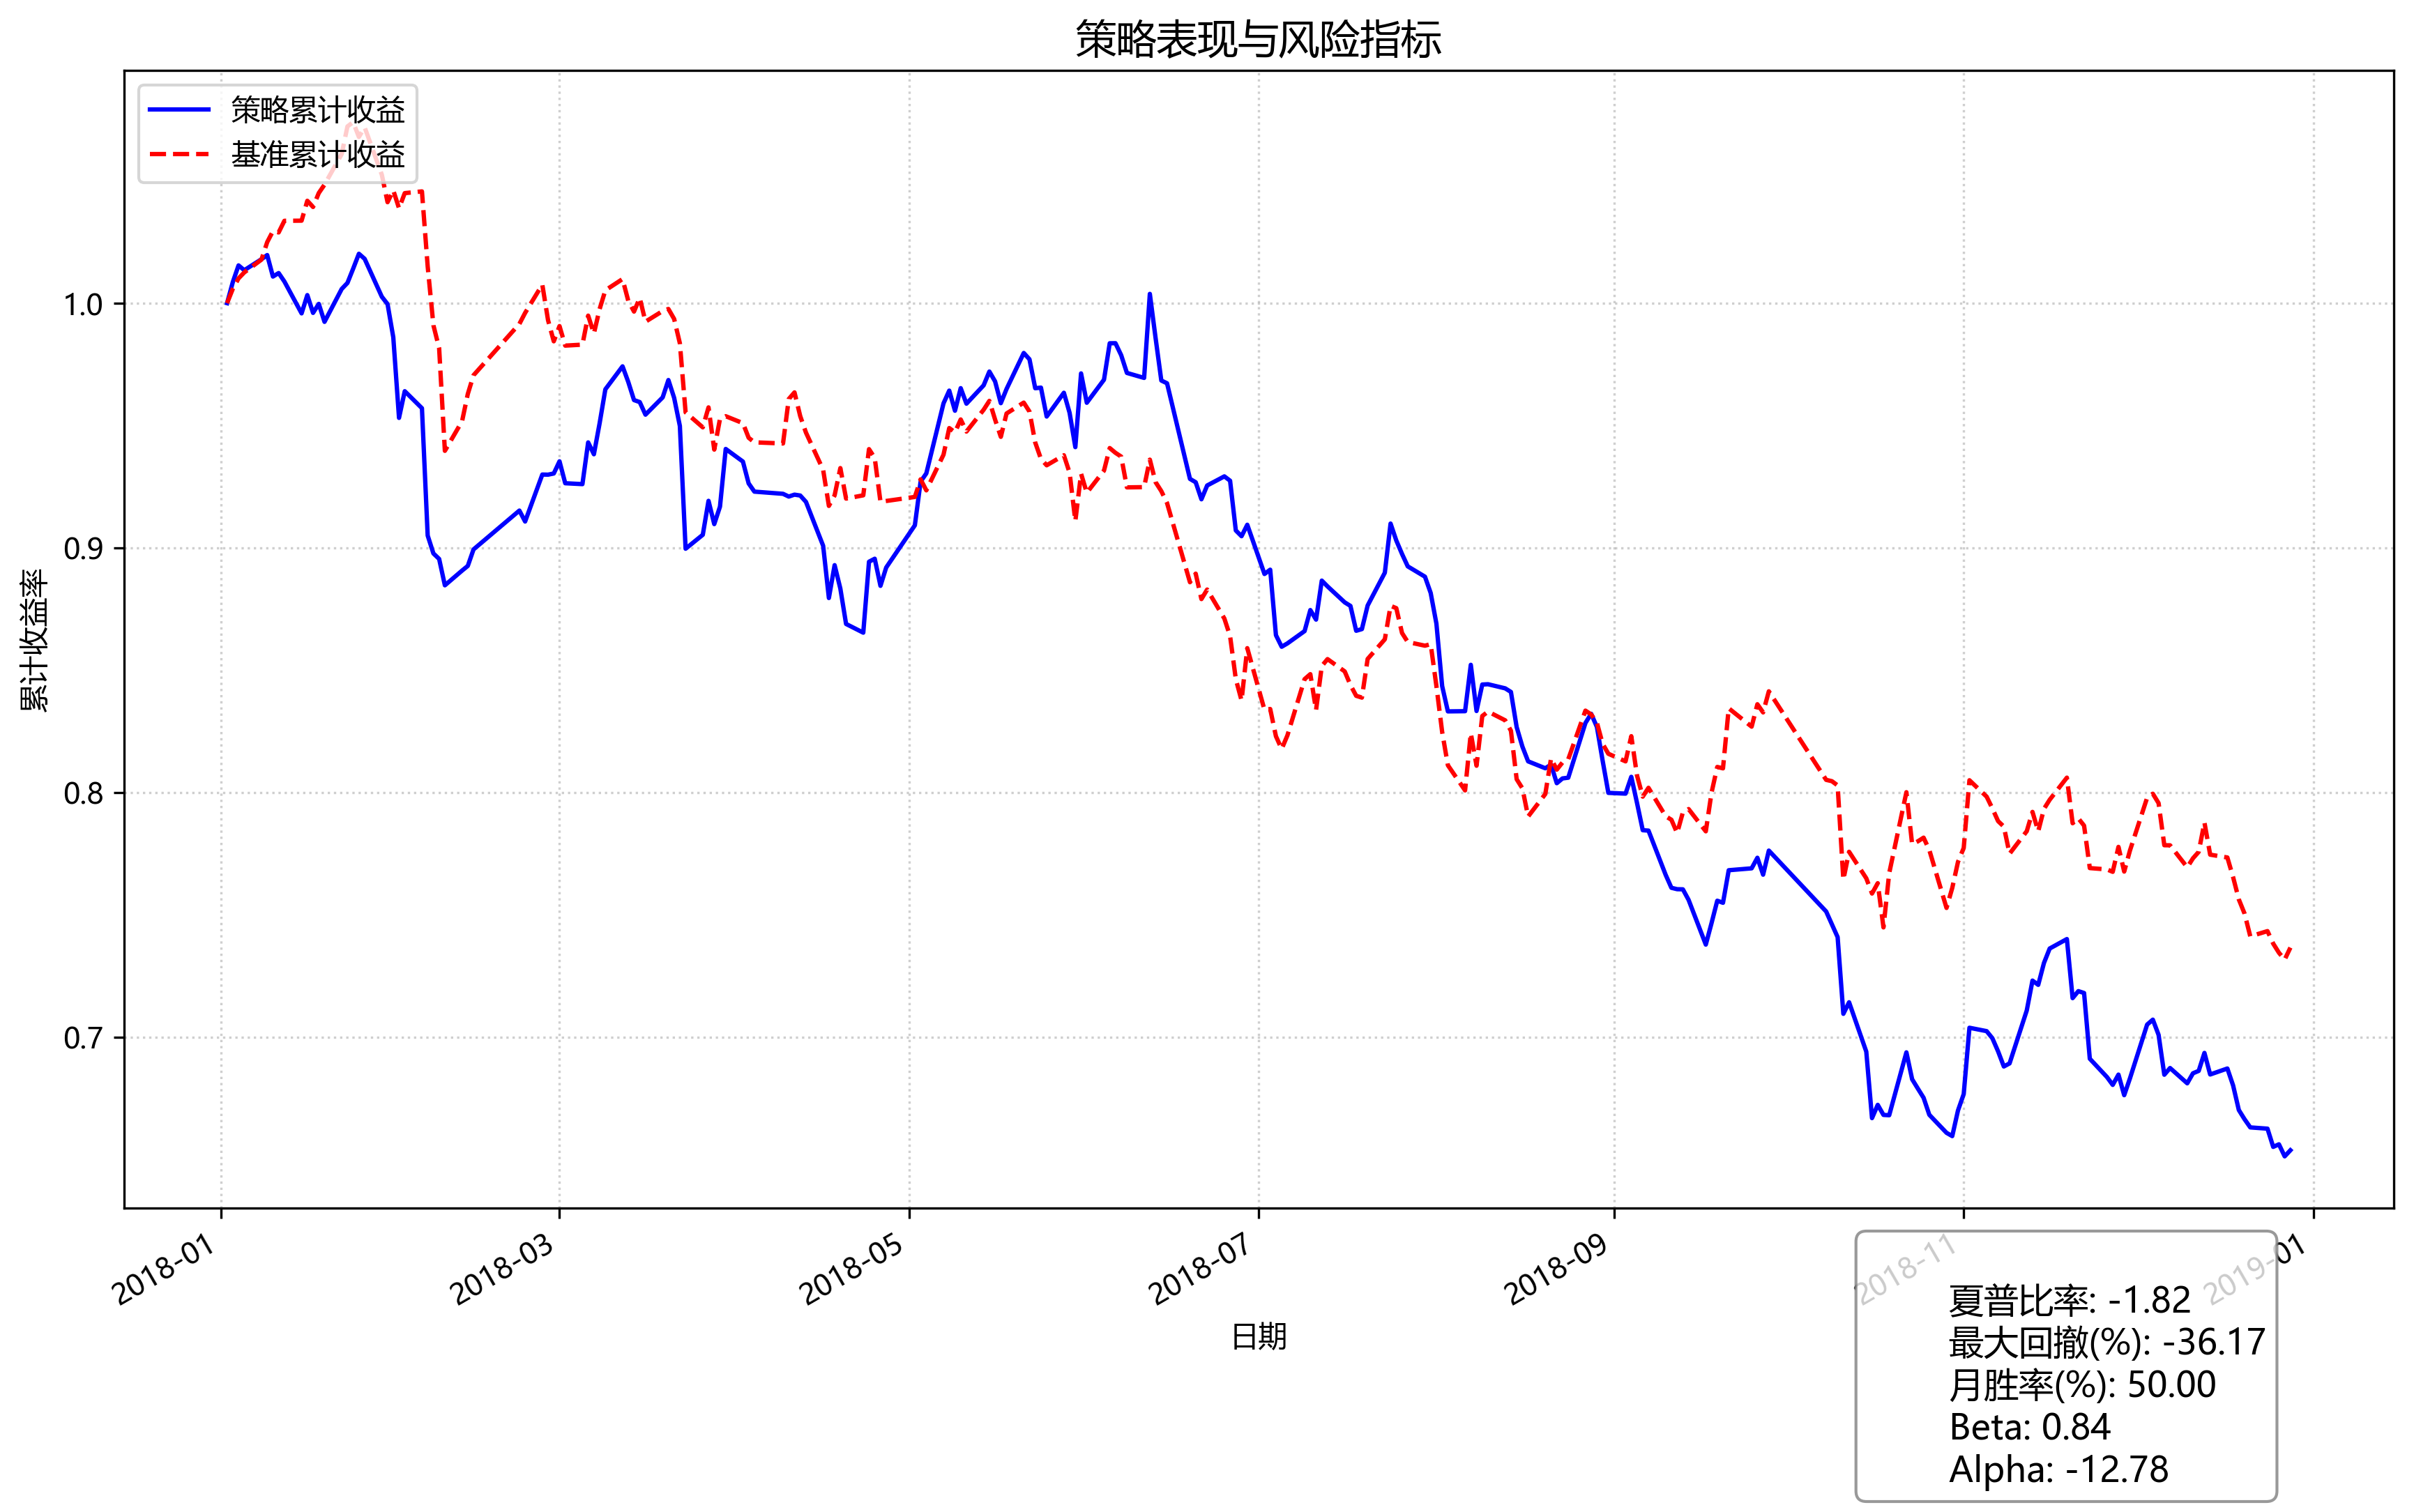 策略表现与风险指标
策略累计收益
基准累计收益
累计收益率
1.0
0.9
0.8
0.7
2018-01
2018-03
2018-05
2018-07
2018-09
2018-11
2019-01
日期
夏普比率: -1.82
最大回撤(%): -36.17
月胜率(%): 50.00
Beta: 0.84
Alpha: -12.78